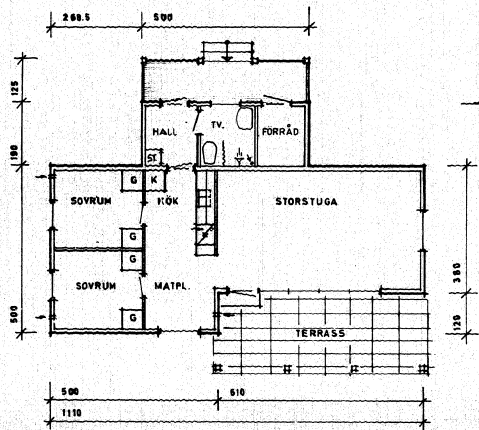 268.5 500
125
190
HALL TV. FÖRRÅD
ST
G K KÖK
SOVRUM STORSTUGA
G
G
SOVRUM MATPL.
G
500
380
120
TERRASS
500 610
1110